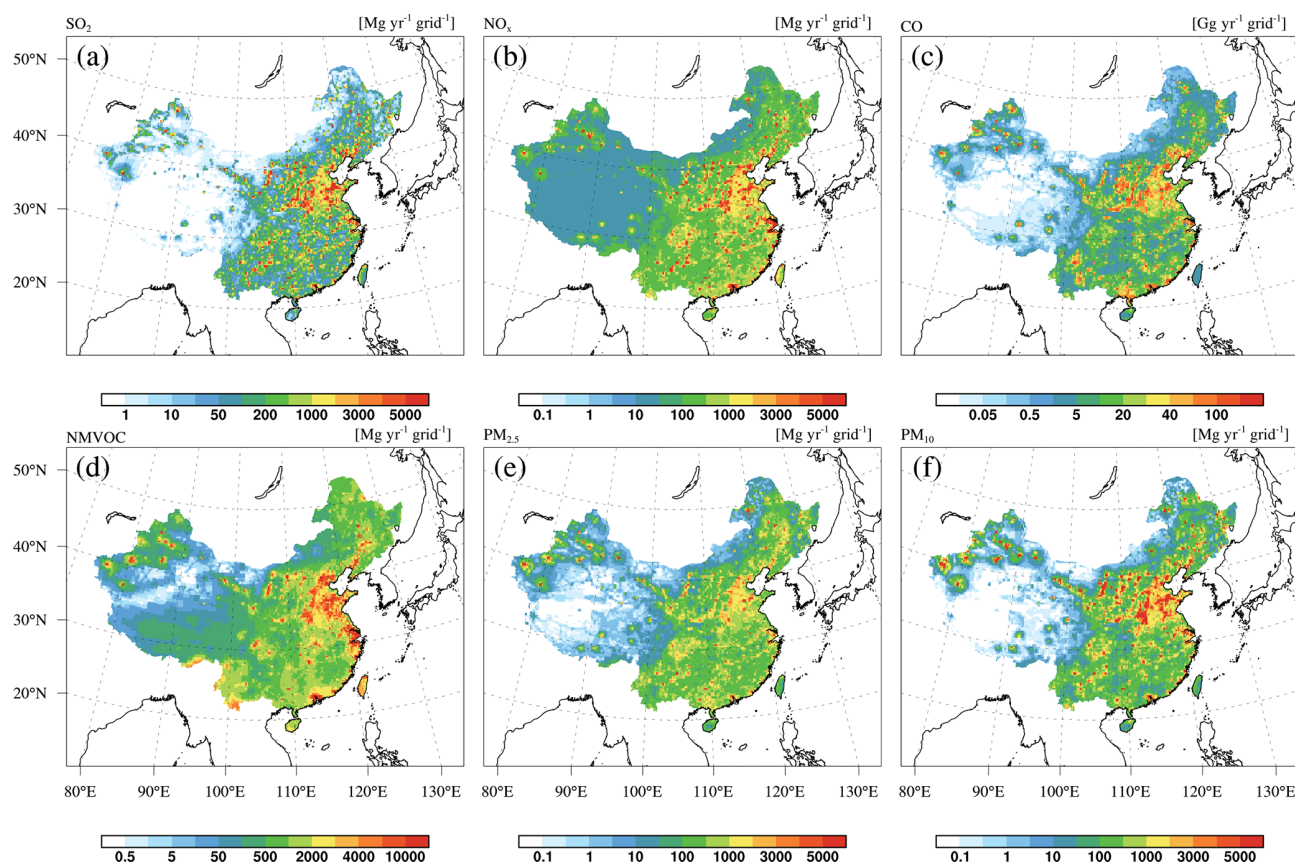 SO₂ [Mg yr⁻¹ grid⁻¹] NOₓ [Mg yr⁻¹ grid⁻¹] CO [Gg yr⁻¹ grid⁻¹]
(a) (b) (c)
50°N
40°N
30°N
20°N
1 10 50 200 1000 3000 5000
0.1 1 10 100 1000 3000 5000
0.05 0.5 5 20 40 100
NMVOC [Mg yr⁻¹ grid⁻¹] PM₂.₅ [Mg yr⁻¹ grid⁻¹] PM₁₀ [Mg yr⁻¹ grid⁻¹]
(d) (e) (f)
50°N
40°N
30°N
20°N
80°E 90°E 100°E 110°E 120°E 130°E
80°E 90°E 100°E 110°E 120°E 130°E
80°E 90°E 100°E 110°E 120°E 130°E
0.5 5 50 500 2000 4000 10000
0.1 1 10 100 1000 3000 5000
0.1 1 10 100 1000 3000 5000